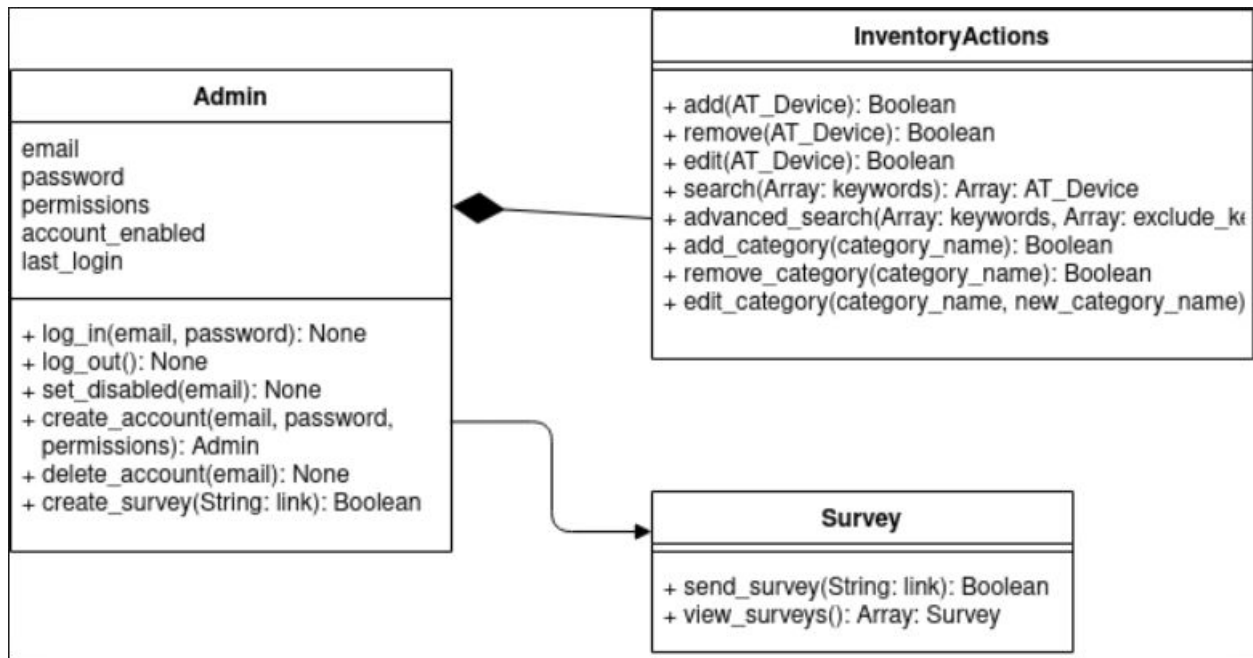 Admin
email
password
permissions
account_enabled
last_login
+ log_in(email, password): None
+ log_out(): None
+ set_disabled(email): None
+ create_account(email, password,
permissions): Admin
+ delete_account(email): None
+ create_survey(String: link): Boolean
InventoryActions
+ add(AT_Device): Boolean
+ remove(AT_Device): Boolean
+ edit(AT_Device): Boolean
+ search(Array: keywords): Array: AT_Device
+ advanced_search(Array: keywords, Array: exclude_ke
+ add_category(category_name): Boolean
+ remove_category(category_name): Boolean
+ edit_category(category_name, new_category_name)
Survey
+ send_survey(String: link): Boolean
+ view_surveys(): Array: Survey